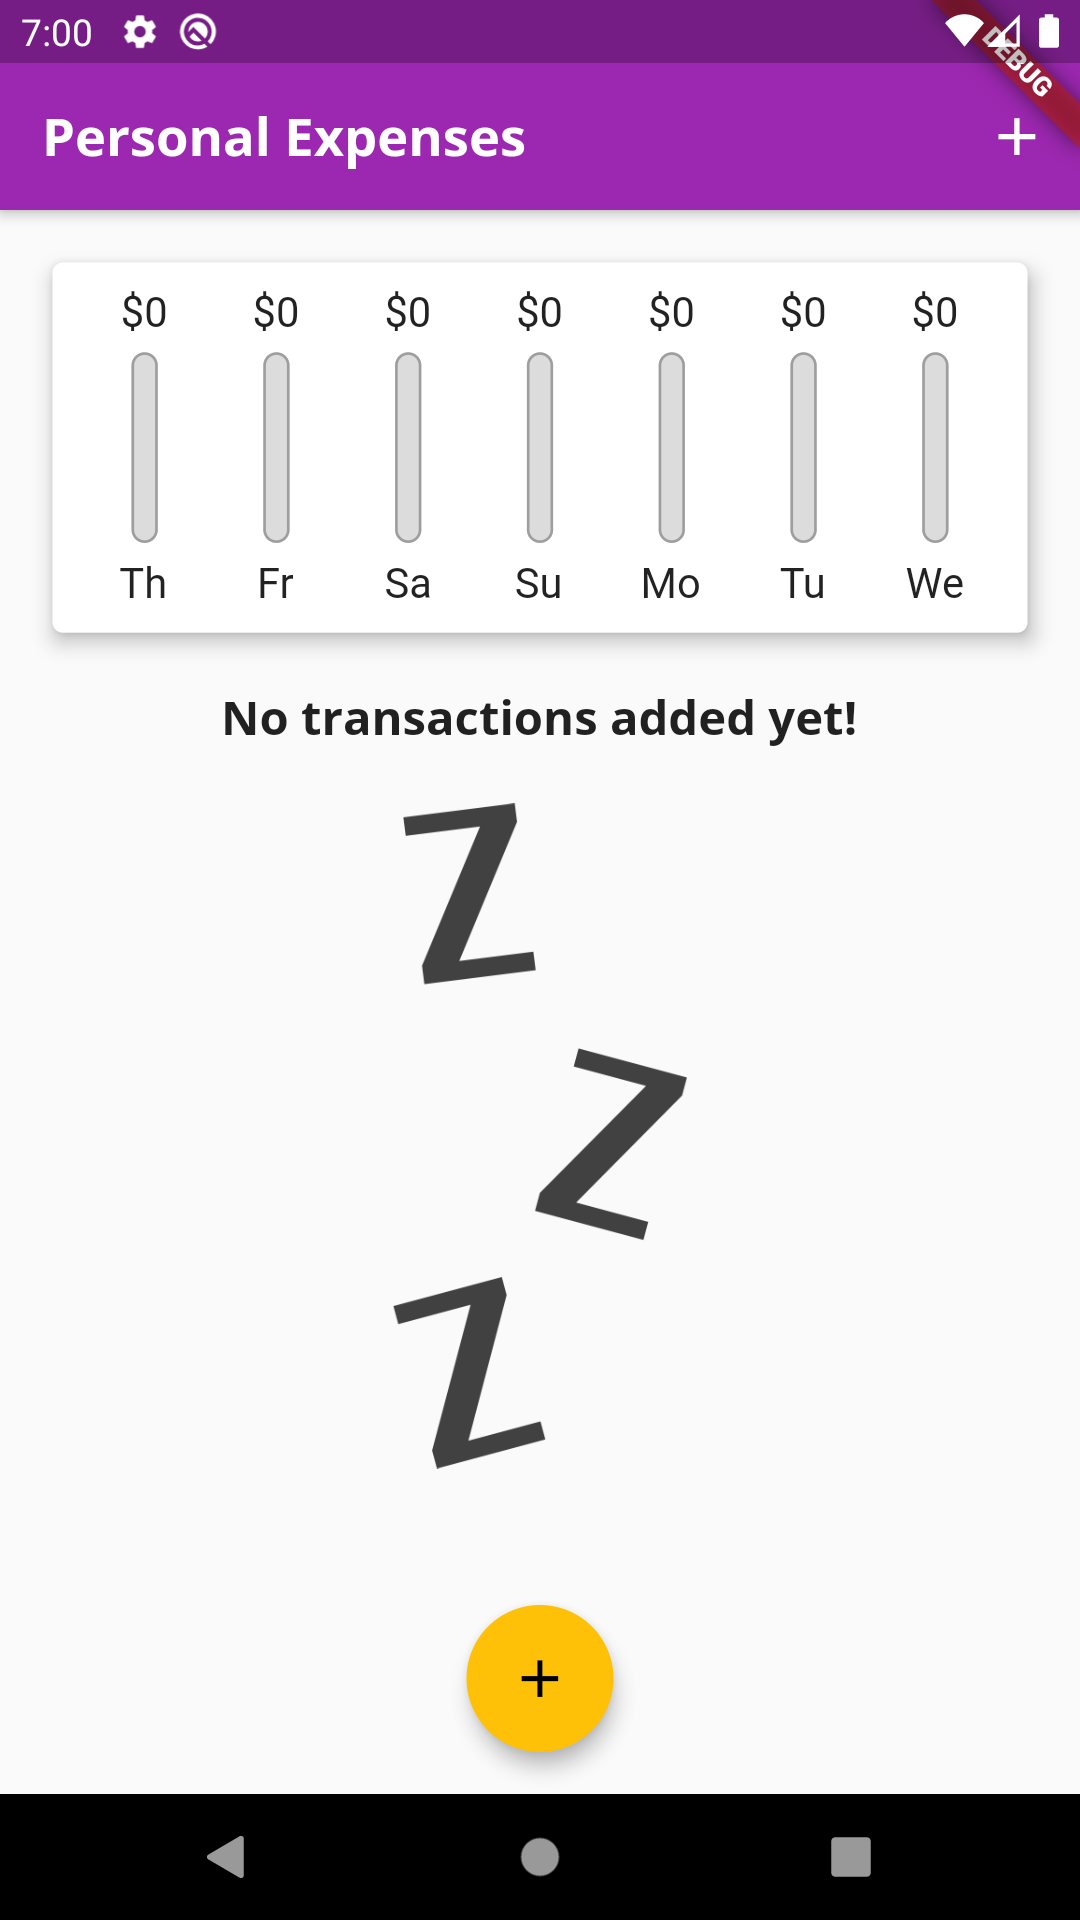 7:00
DEBUG
Personal Expenses +
$0 $0 $0 $0 $0 $0 $0
Th Fr Sa Su Mo Tu We
No transactions added yet!
Z
Z
Z
+